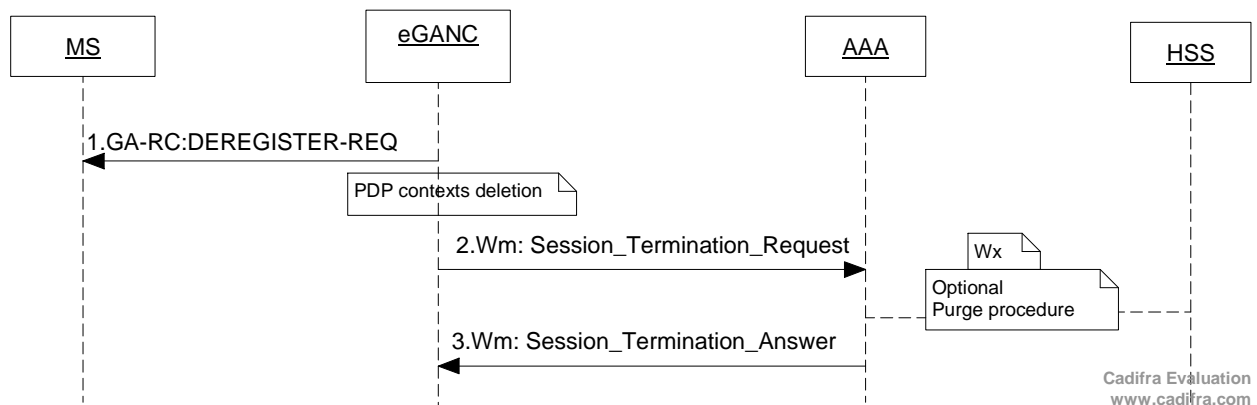 MS
eGANC
AAA
HSS
1.GA-RC:DEREGISTER-REQ
PDP contexts deletion
2.Wm: Session_Termination_Request
Wx
Optional
Purge procedure
3.Wm: Session_Termination_Answer
Cadifra Evaluation
www.cadifra.com